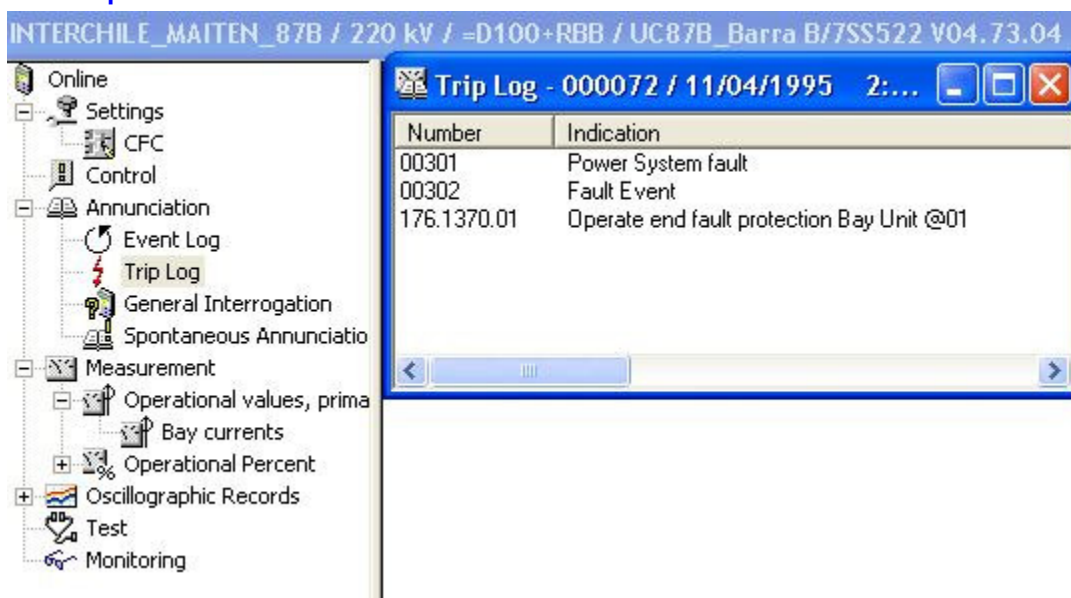 INTERCHILE_MAITEN_87B / 220 kV / =D100+RBB / UC87B_Barra B/7SS522 V04.73.04
Online
Settings
CFC
Control
Annunciation
Event Log
Trip Log
General Interrogation
Spontaneous Annunciatio
Measurement
Operational values, prima
Bay currents
Operational Percent
Oscillographic Records
Test
Monitoring
Trip Log - 000072 / 11/04/1995 2:...
Number Indication
00301 Power System fault
00302 Fault Event
176.1370.01 Operate end fault protection Bay Unit @01